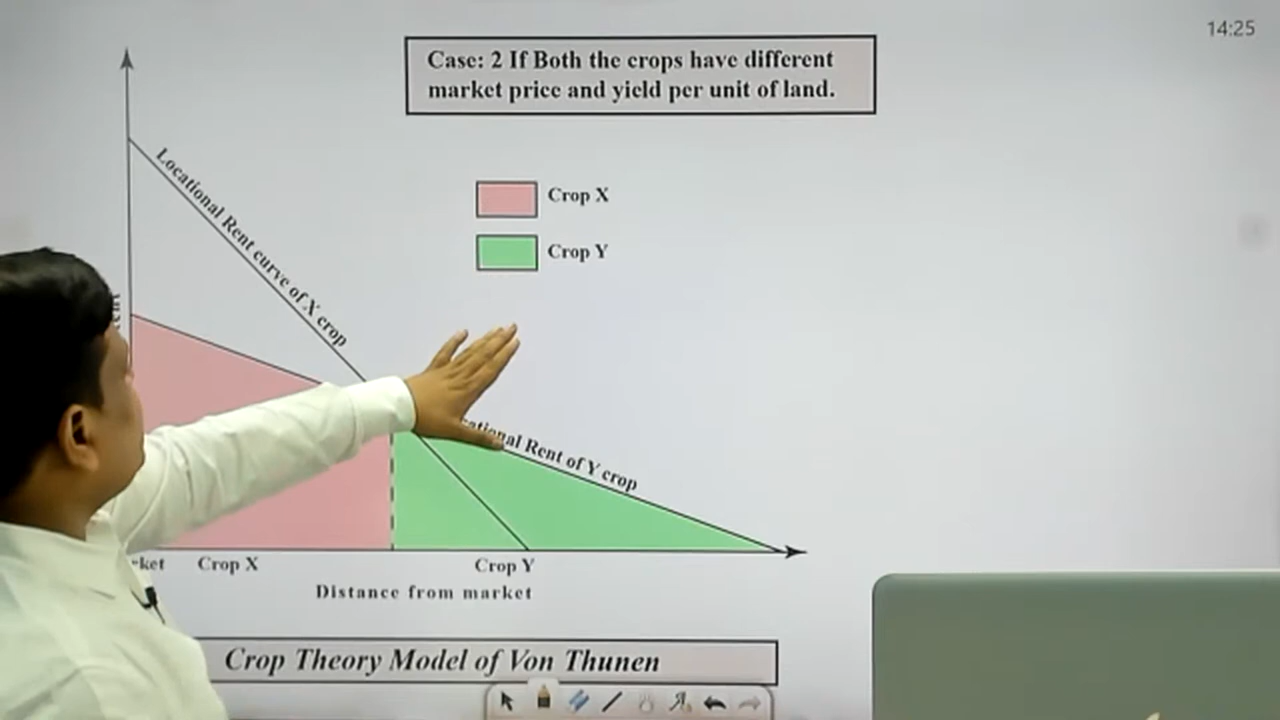 14:25
Case: 2 If Both the crops have different
market price and yield per unit of land.
Crop X
Crop Y
Locational Rent curve of X crop
Rent of Y crop
Crop X
Crop Y
Distance from market
Crop Theory Model of Von Thunen